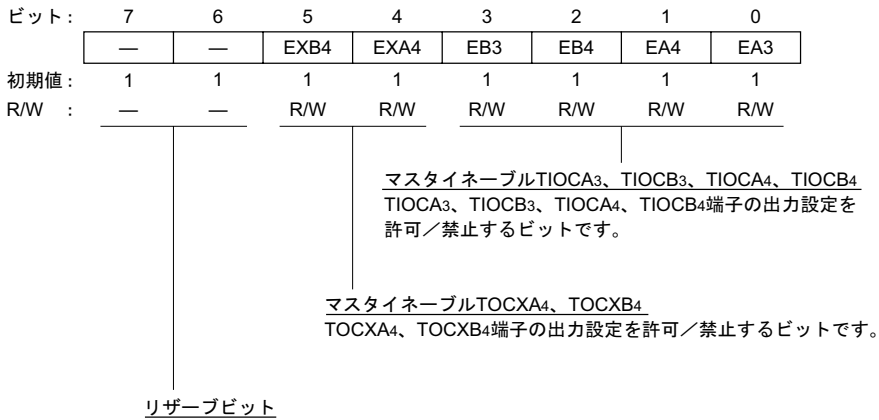 ビット： 7 6 5 4 3 2 1 0
— — EXB4 EXA4 EB3 EB4 EA4 EA3
初期値： 1 1 1 1 1 1 1 1
R/W ： — — R/W R/W R/W R/W R/W R/W
マスタイネーブルTIOCA3、TIOCB3、TIOCA4、TIOCB4
TIOCA3、TIOCB3、TIOCA4、TIOCB4端子の出力設定を
許可／禁止するビットです。
マスタイネーブルTOCXA4、TOCXB4
TOCXA4、TOCXB4端子の出力設定を許可／禁止するビットです。
リザーブビット